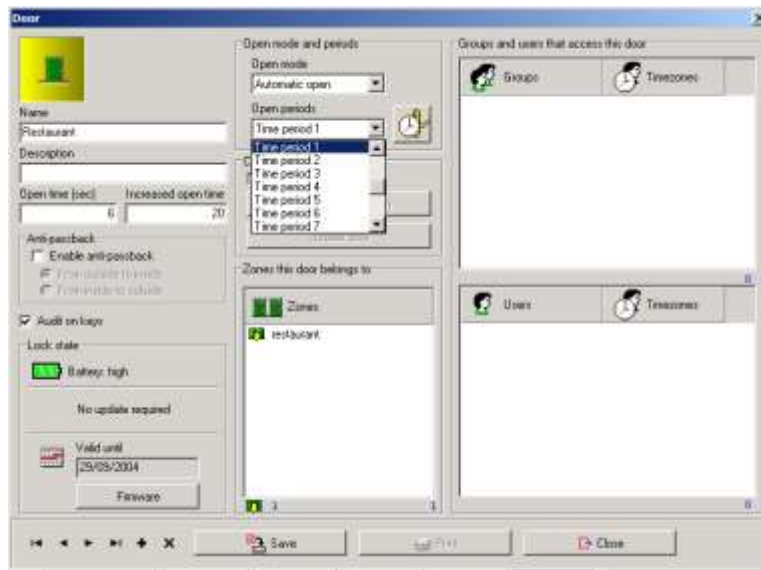 Door
Name
Restaurant
Description
Open time (sec)
Increased open time
6
20
Anti-passback
Enable anti-passback
Audit on keys
Lock state
Battery: high
No update required
Valid until
29/09/2004
Firmware
Open mode and periods
Open mode
Automatic open
Open periods
Time period 1
Time period 1
Time period 2
Time period 3
Time period 4
Time period 5
Time period 6
Time period 7
Zones this door belongs to
Zones
restaurant
1
Groups and users that access this door
Groups
Timezones
0
Users
Timezones
0
Save
Print
Close